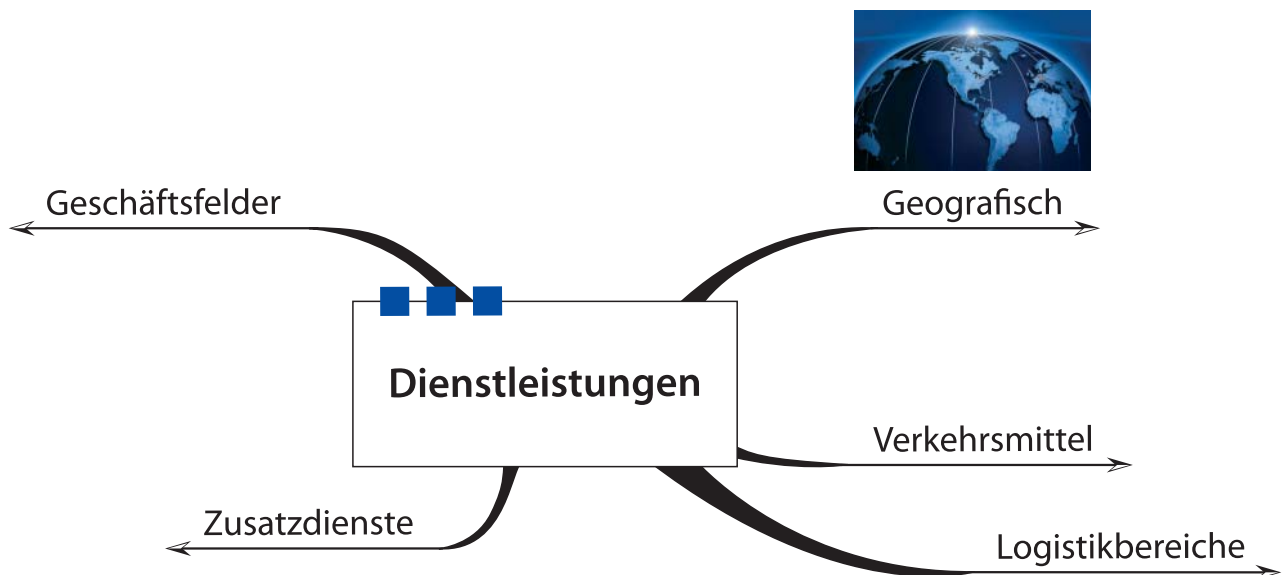 Geschäftsfelder
Geografisch
Dienstleistungen
Verkehrsmittel
Zusatzdienste
Logistikbereiche